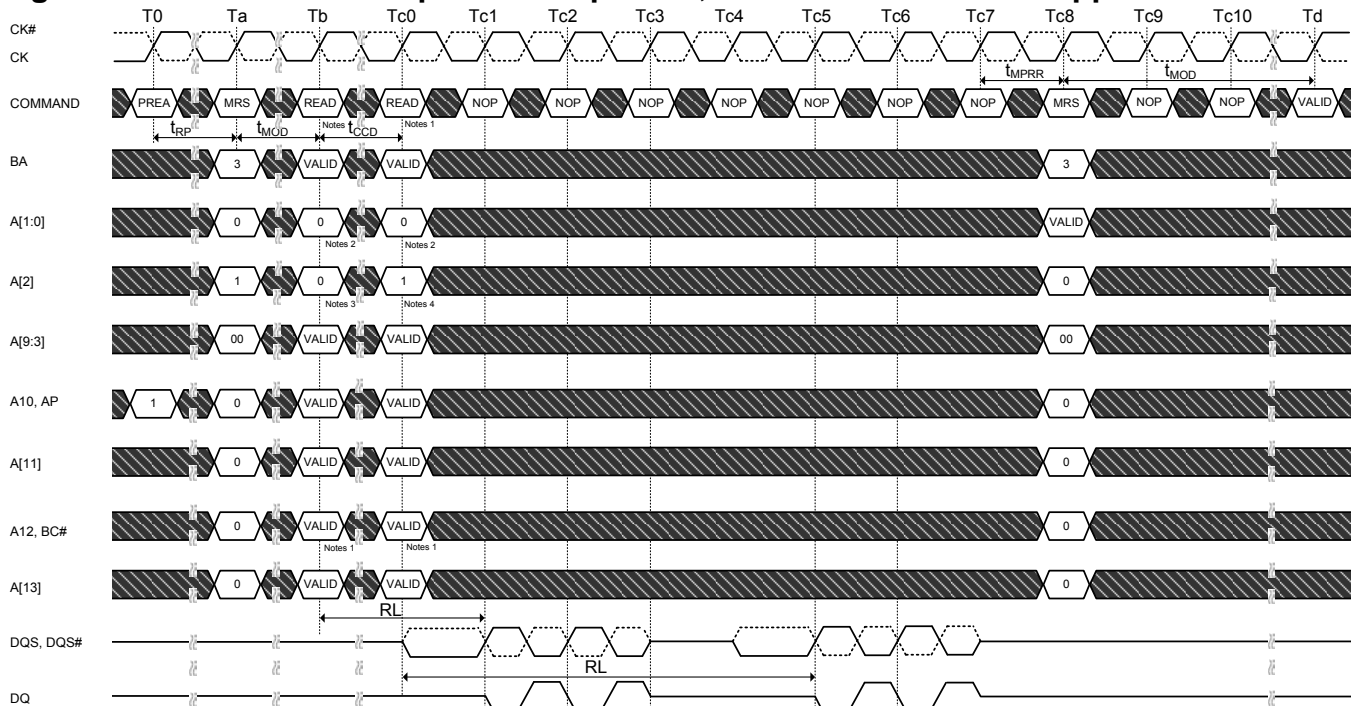 T0 Ta Tb Tc0 Tc1 Tc2 Tc3 Tc4 Tc5 Tc6 Tc7 Tc8 Tc9 Tc10 Td
CK#
CK
tMPRR tMOD
COMMAND PREA MRS READ READ NOP NOP NOP NOP NOP NOP NOP MRS NOP NOP VALID
Notes 1
tRP tMOD tCCD
BA 3 VALID VALID 3
A[1:0] 0 0 0 VALID
Notes 2 Notes 2
A[2] 1 0 1 0
Notes 3 Notes 4
A[9:3] 00 VALID VALID 00
A10, AP 1 0 VALID VALID 0
A[11] 0 VALID VALID 0
A12, BC# 0 VALID VALID 0
Notes 1 Notes 1
A[13] 0 VALID VALID 0
RL
DQS, DQS#
RL
DQ